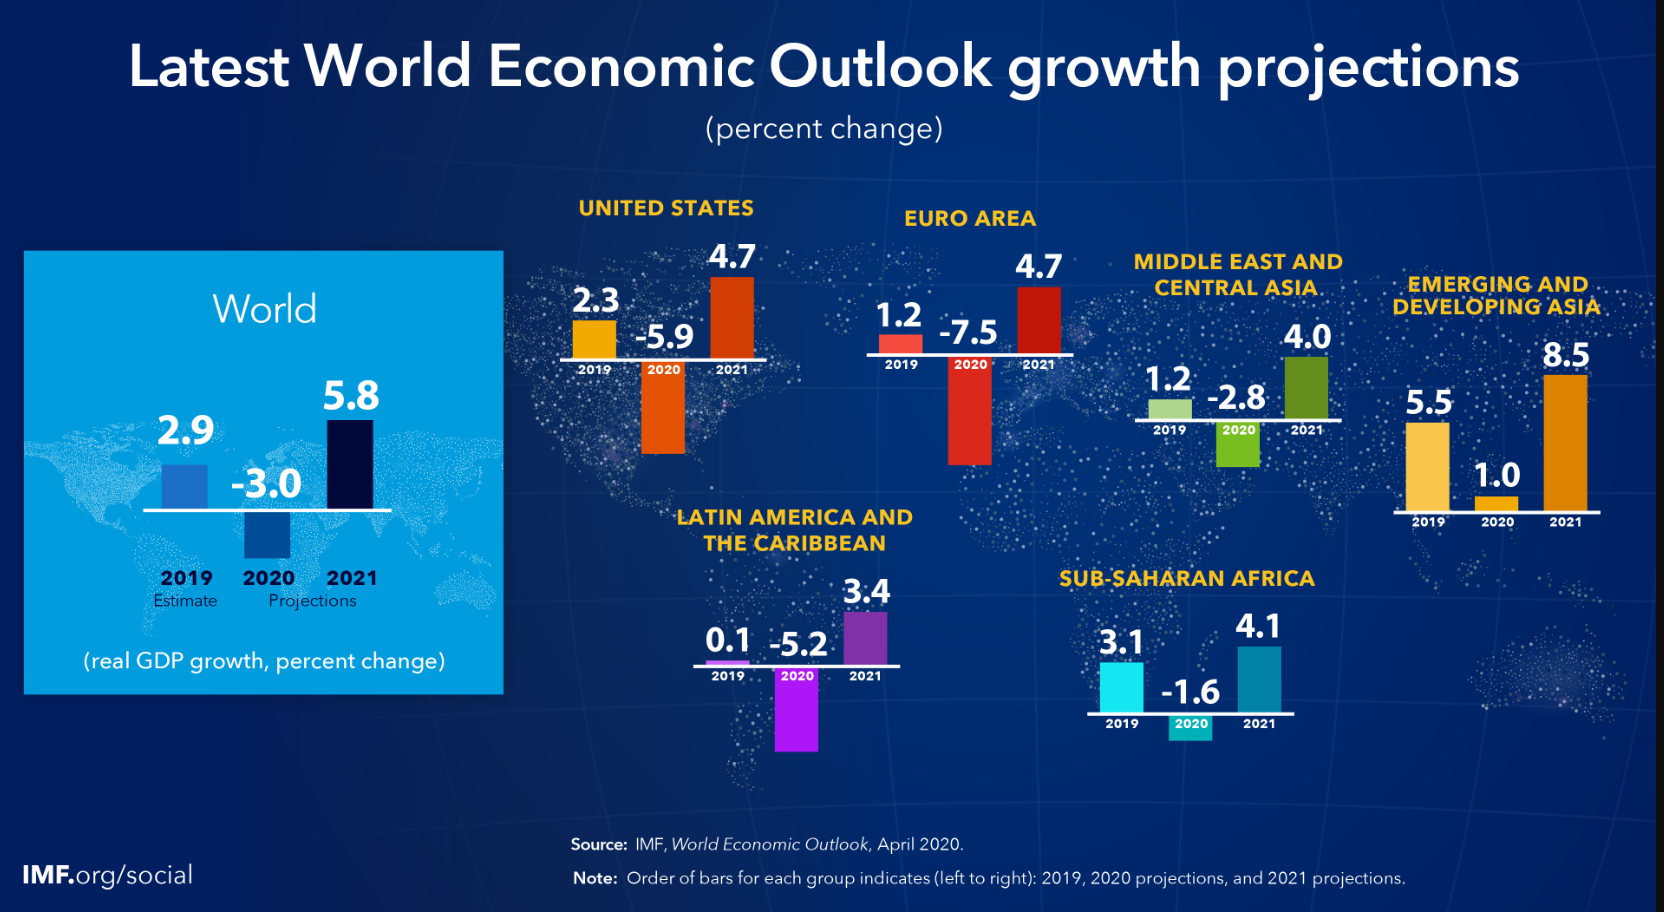 Latest World Economic Outlook growth projections
(percent change)
World
2.9
-3.0
5.8
2019 2020 2021
Estimate Projections
(real GDP growth, percent change)
UNITED STATES
2.3
-5.9
4.7
2019 2020 2021
EURO AREA
1.2
-7.5
4.7
2019 2020 2021
MIDDLE EAST AND
CENTRAL ASIA
1.2
-2.8
4.0
2019 2020 2021
EMERGING AND
DEVELOPING ASIA
5.5
1.0
8.5
2019 2020 2021
LATIN AMERICA AND
THE CARIBBEAN
0.1
-5.2
3.4
2019 2020 2021
SUB-SAHARAN AFRICA
3.1
-1.6
4.1
2019 2020 2021
Source: IMF, World Economic Outlook, April 2020.
Note: Order of bars for each group indicates (left to right): 2019, 2020 projections, and 2021 projections.
IMF.org/social